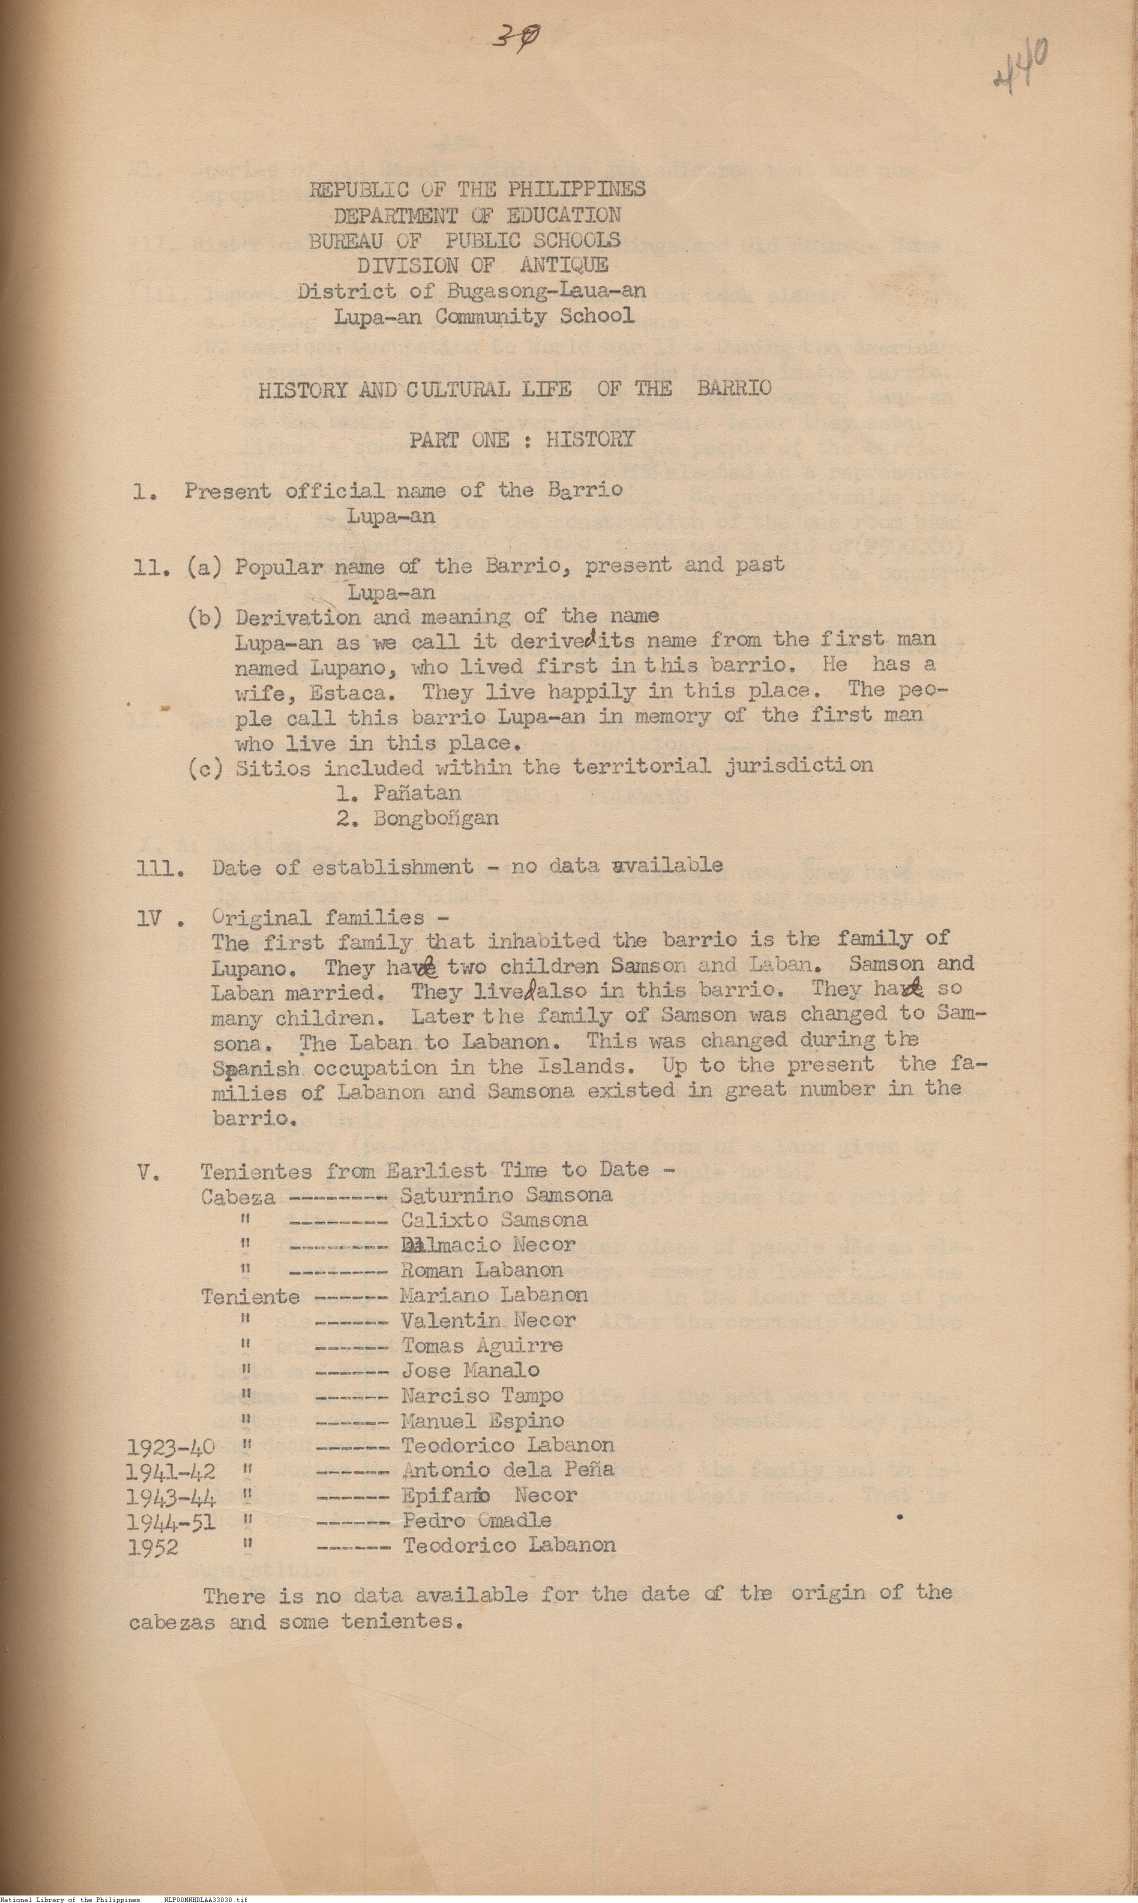 30
440
REPUBLIC OF THE PHILIPPINES
DEPARTMENT OF EDUCATION
BUREAU OF PUBLIC SCHOOLS
DIVISION OF ANTIQUE
District of Bugasong-Laua-an
Lupa-an Community School
HISTORY AND CULTURAL LIFE OF THE BARRIO
PART ONE : HISTORY
1. Present official name of the Barrio
Lupa-an
11. (a) Popular name of the Barrio, present and past
Lupa-an
(b) Derivation and meaning of the name
Lupa-an as we call it derived its name from the first man
named Lupano, who lived first in this barrio. He has a
wife, Estaca. They live happily in this place. The peo-
ple call this barrio Lupa-an in memory of the first man
who live in this place.
(c) Sitios included within the territorial jurisdiction
1. Pañatan
2. Bongboñgan
111. Date of establishment - no data available
1V . Original families -
The first family that inhabited the barrio is the family of
Lupano. They have two children Samson and Laban. Samson and
Laban married. They lived also in this barrio. They have so
many children. Later the family of Samson was changed to Sam-
sona. The Laban to Labanon. This was changed during the
Spanish occupation in the Islands. Up to the present the fa-
milies of Labanon and Samsona existed in great number in the
barrio.
V. Tenientes from Earliest Time to Date -
Cabeza -------- Saturnino Samsona
" -------- Calixto Samsona
" -------- Dalmacio Necor
" -------- Roman Labanon
Teniente ------ Mariano Labanon
" ------ Valentin Necor
" ------ Tomas Aguirre
" ------ Jose Manalo
" ------ Narciso Tampo
" ------ Manuel Espino
1923-40 " ------ Teodorico Labanon
1941-42 " ------ Antonio dela Peña
1943-44 " ------ Epifanio Necor
1944-51 " ------ Pedro Omadle
1952 " ------ Teodorico Labanon
There is no data available for the date of the origin of the
cabezas and some tenientes.
National Library of the Philippines NLPOOMNHDLAA33030.tif